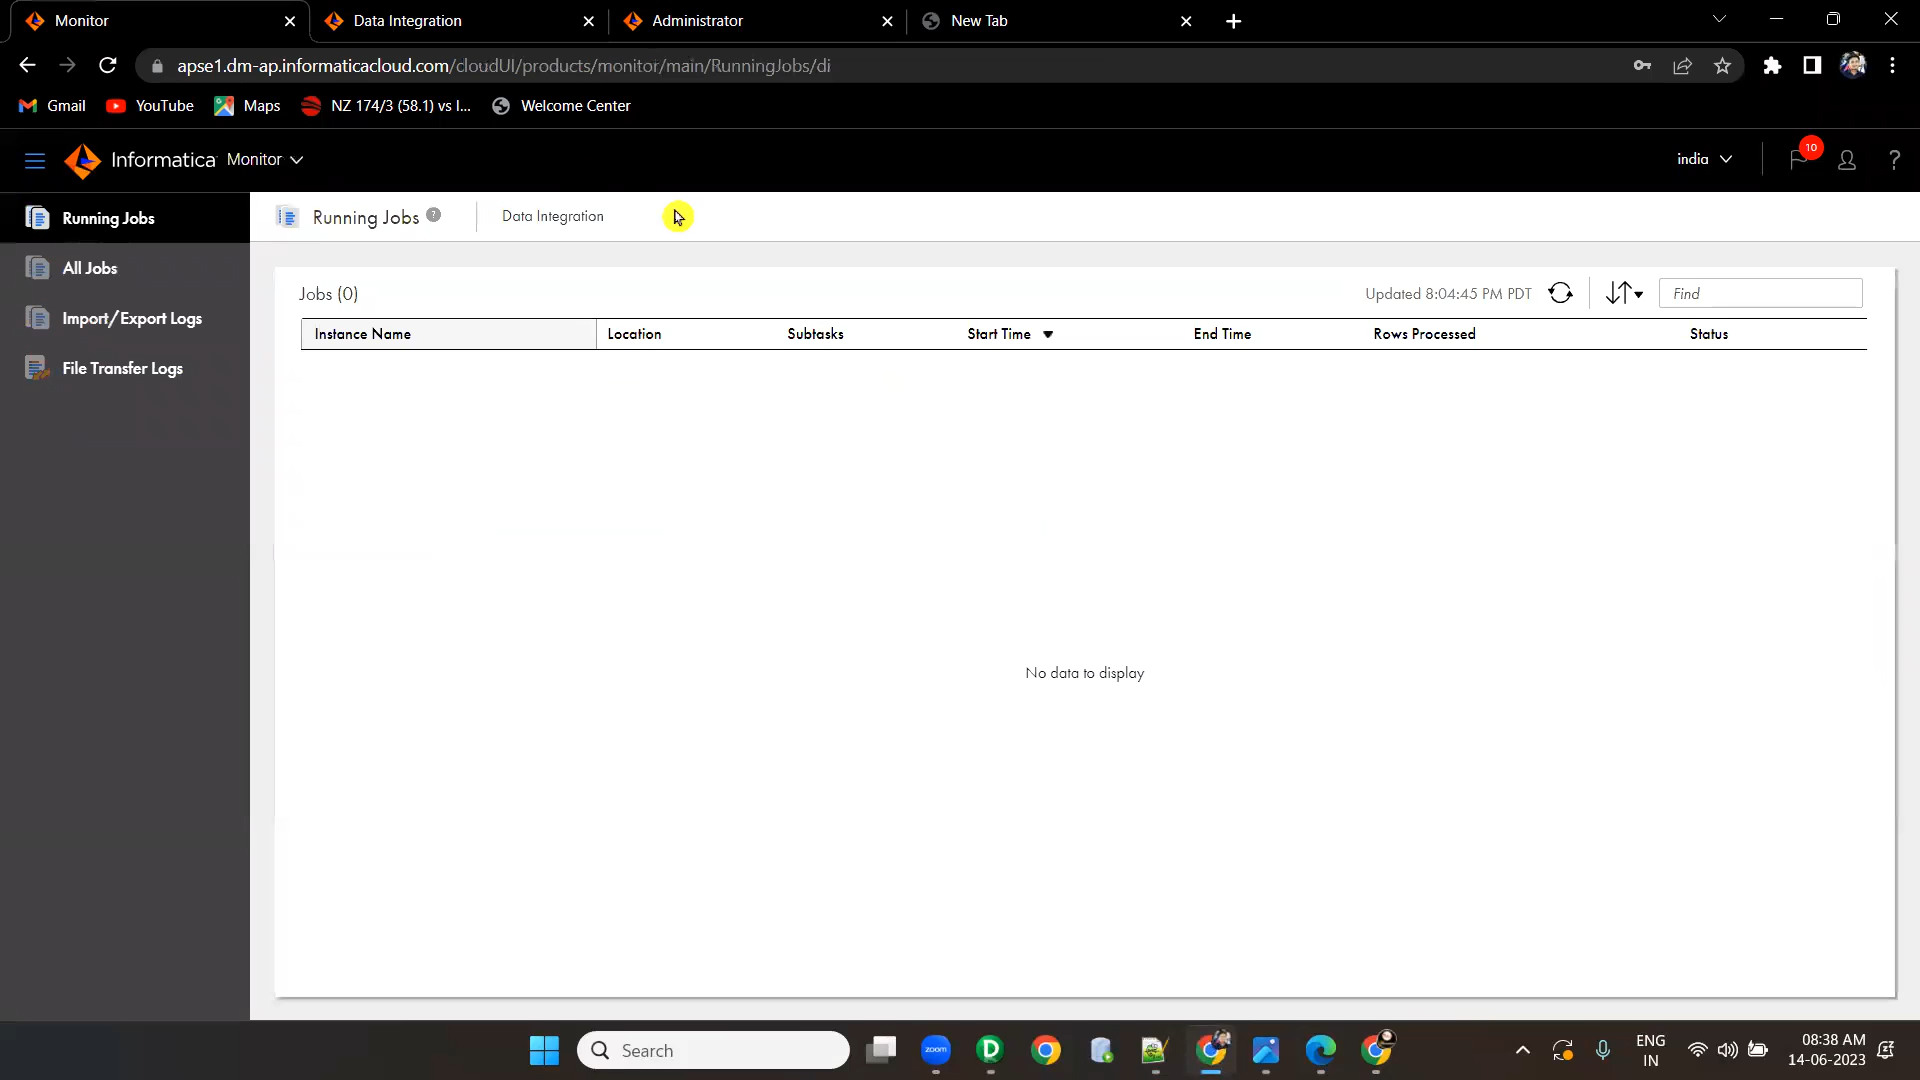 Monitor
Data Integration
Administrator
New Tab
apse1.dm-ap.informaticacloud.com/cloudUI/products/monitor/main/RunningJobs/di
Gmail
YouTube
Maps
NZ 174/3 (58.1) vs I...
Welcome Center
Informatica Monitor
india
10
?
Running Jobs
All Jobs
Import/Export Logs
File Transfer Logs
Running Jobs ?
Data Integration
Jobs (0)
Updated 8:04:45 PM PDT
Find
Instance Name
Location
Subtasks
Start Time
End Time
Rows Processed
Status
No data to display
Search
zoom
D
ENG
IN
08:38 AM
14-06-2023